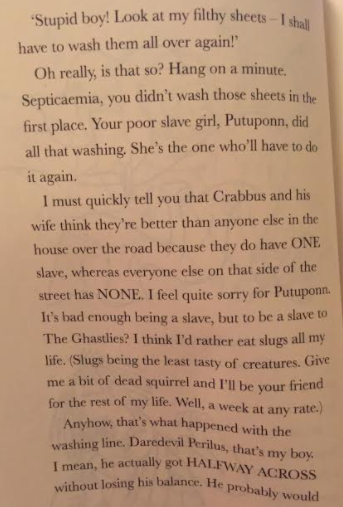 ‘Stupid boy! Look at my filthy sheets – I shall
have to wash them all over again!’
Oh really, is that so? Hang on a minute.
Septicaemia, you didn't wash those sheets in the
first place. Your poor slave girl, Putuponn, did
all that washing. She's the one who'll have to do
it again.
I must quickly tell you that Crabbus and his
wife think they're better than anyone else in the
house over the road because they do have ONE
slave, whereas everyone else on that side of the
street has NONE. I feel quite sorry for Putuponn.
It's bad enough being a slave, but to be a slave to
The Ghastlies? I think I'd rather eat slugs all my
life. (Slugs being the least tasty of creatures. Give
me a bit of dead squirrel and I'll be your friend
for the rest of my life. Well, a week at any rate.)
Anyhow, that's what happened with the
washing line. Daredevil Perilus, that's my boy.
I mean, he actually got HALFWAY ACROSS
without losing his balance. He probably would